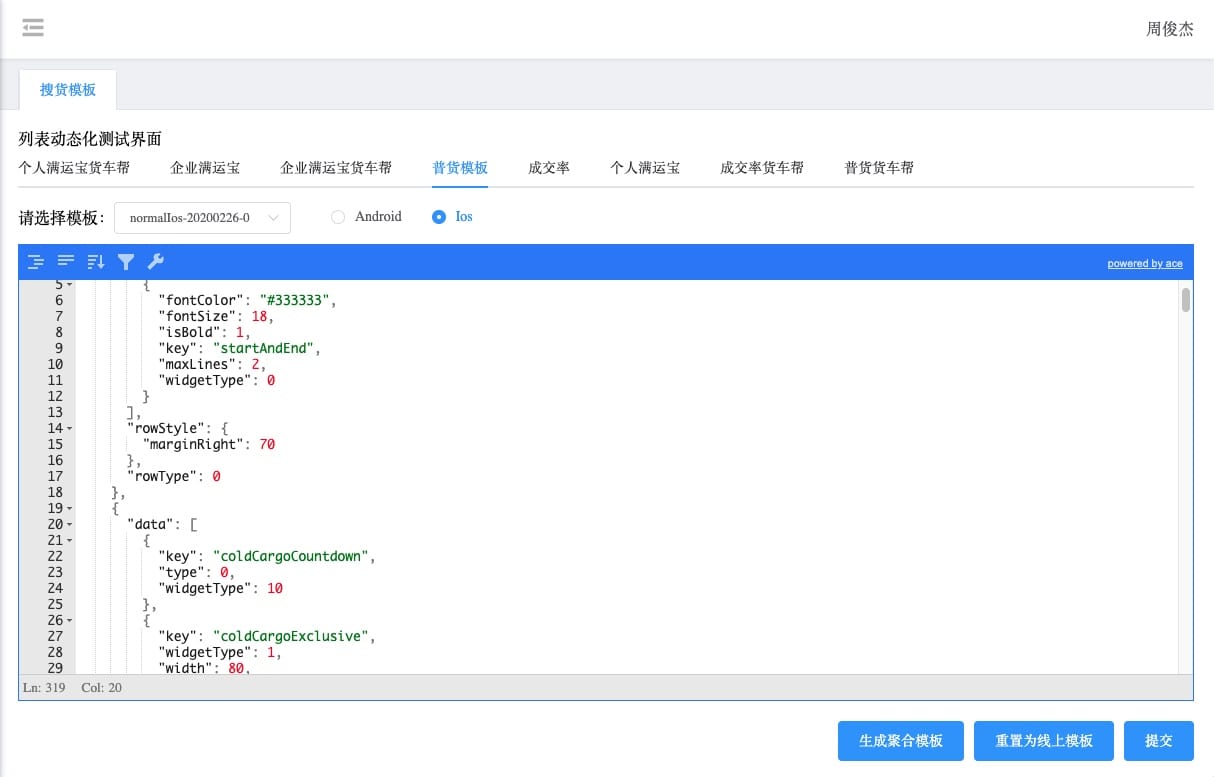 周俊杰
搜货模板
列表动态化测试界面
个人满运宝货车帮 企业满运宝 企业满运宝货车帮 普货模板 成交率 个人满运宝 成交率货车帮 普货货车帮
请选择模板: normalIos-20200226-0 Android Ios
powered by ace
5 {
6 "fontColor": "#333333",
7 "fontSize": 18,
8 "isBold": 1,
9 "key": "startAndEnd",
10 "maxLines": 2,
11 "widgetType": 0
12 }
13 ],
14 "rowStyle": {
15 "marginRight": 70
16 },
17 "rowType": 0
18 },
19 {
20 "data": [
21 {
22 "key": "coldCargoCountdown",
23 "type": 0,
24 "widgetType": 10
25 },
26 {
27 "key": "coldCargoExclusive",
28 "widgetType": 1,
29 "width": 80,
Ln: 319 Col: 20
生成聚合模板 重置为线上模板 提交